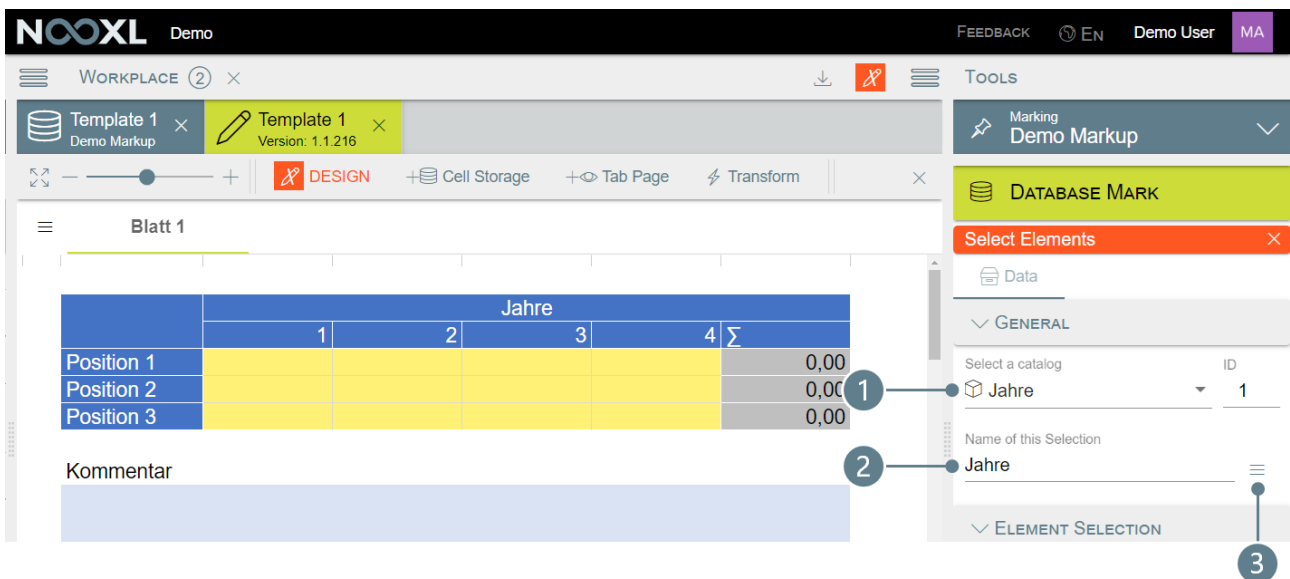 NOOXL Demo FEEDBACK EN Demo User MA
WORKPLACE 2 TOOLS
Template 1
Demo Markup
Template 1
Version: 1.1.216
Marking
Demo Markup
DESIGN Cell Storage Tab Page Transform
DATABASE MARK
Blatt 1
Select Elements
Data
GENERAL
Jahre
1 2 3 4 ∑
Position 1 0,00
Position 2 0,00
Position 3 0,00
Select a catalog ID
1 Jahre 1
Name of this Selection
2 Jahre
Kommentar
ELEMENT SELECTION
3